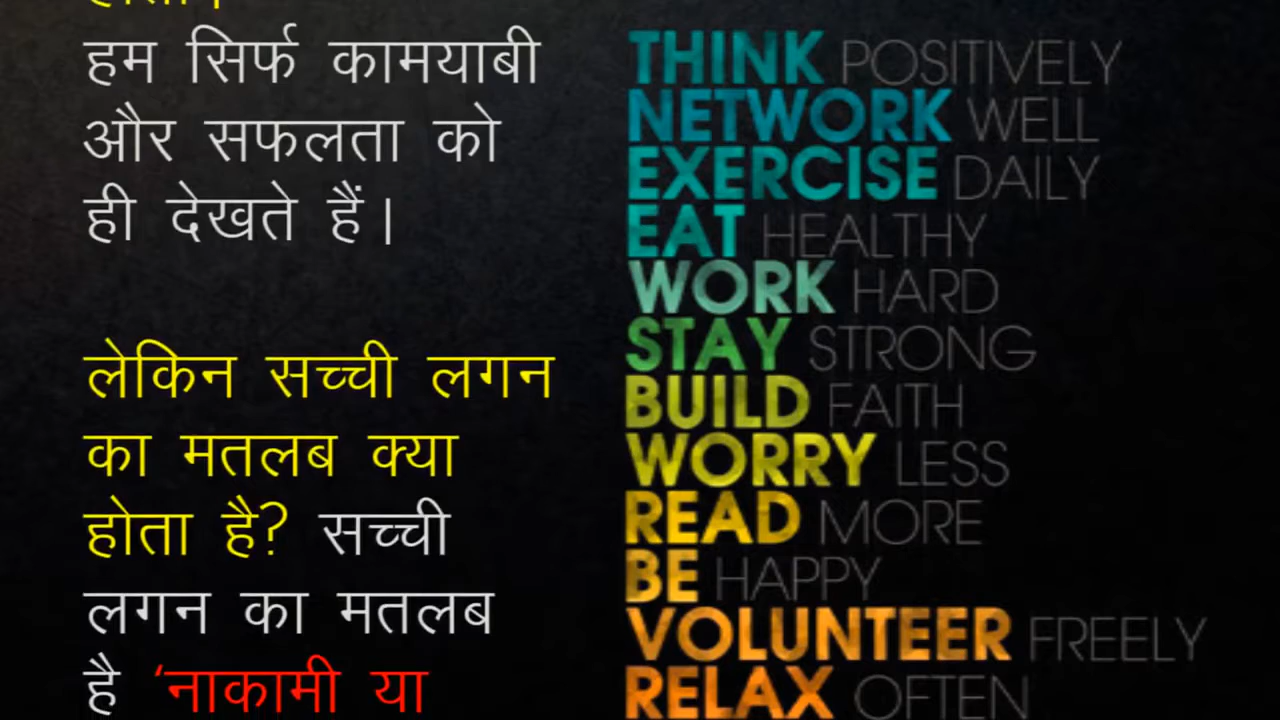 हम सिर्फ कामयाबी
और सफलता को
ही देखते हैं।
लेकिन सच्ची लगन
का मतलब क्या
होता है? सच्ची
लगन का मतलब
है ‘नाकामी या
THINK POSITIVELY
NETWORK WELL
EXERCISE DAILY
EAT HEALTHY
WORK HARD
STAY STRONG
BUILD FAITH
WORRY LESS
READ MORE
BE HAPPY
VOLUNTEER FREELY
RELAX OFTEN